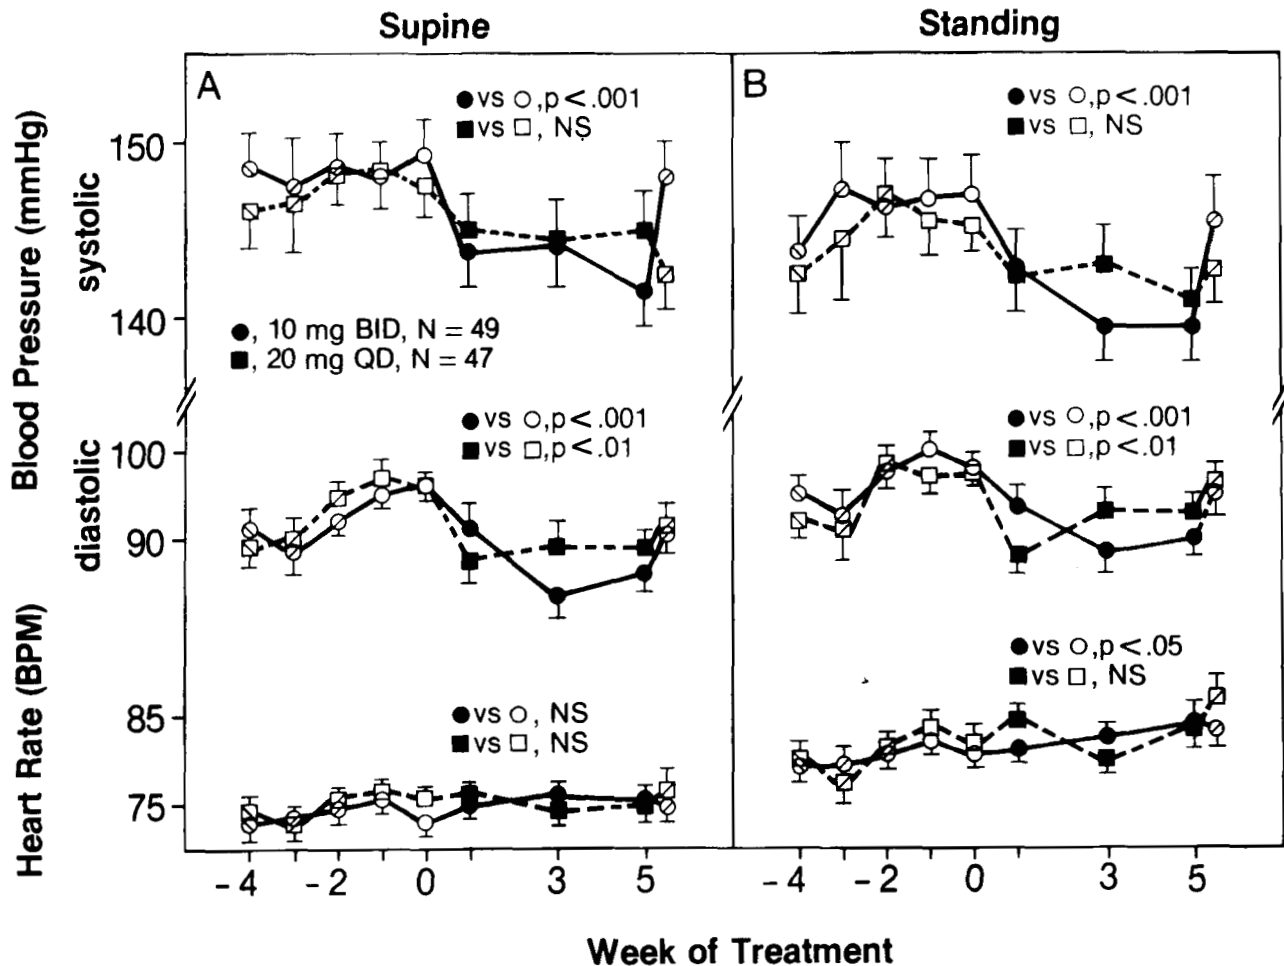 Supine
Standing
A
● vs ○, p < .001
■ vs □, NS
B
● vs ○, p < .001
■ vs □, NS
150
140
●, 10 mg BID, N = 49
■, 20 mg QD, N = 47
Blood Pressure (mmHg)
systolic
diastolic
● vs ○, p < .001
■ vs □, p < .01
● vs ○, p < .001
■ vs □, p < .01
100
90
Heart Rate (BPM)
● vs ○, NS
■ vs □, NS
● vs ○, p < .05
■ vs □, NS
85
75
-4 -2 0 3 5
-4 -2 0 3 5
Week of Treatment